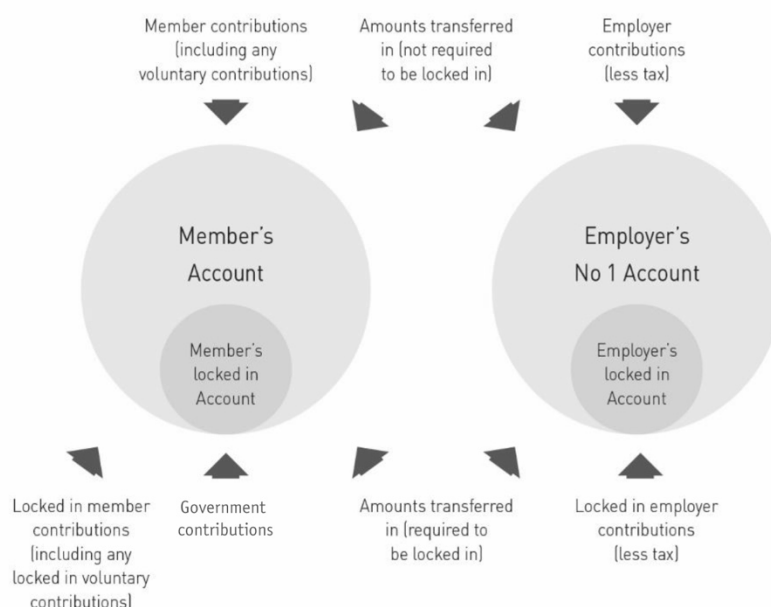 Member contributions
(including any
voluntary contributions)
Amounts transferred
in (not required
to be locked in)
Employer
contributions
(less tax)
Member's
Account
Employer's
No 1 Account
Member's
locked in
Account
Employer's
locked in
Account
Locked in member
contributions
(including any
locked in voluntary
contributions)
Government
contributions
Amounts transferred
in (required to
be locked in)
Locked in employer
contributions
(less tax)